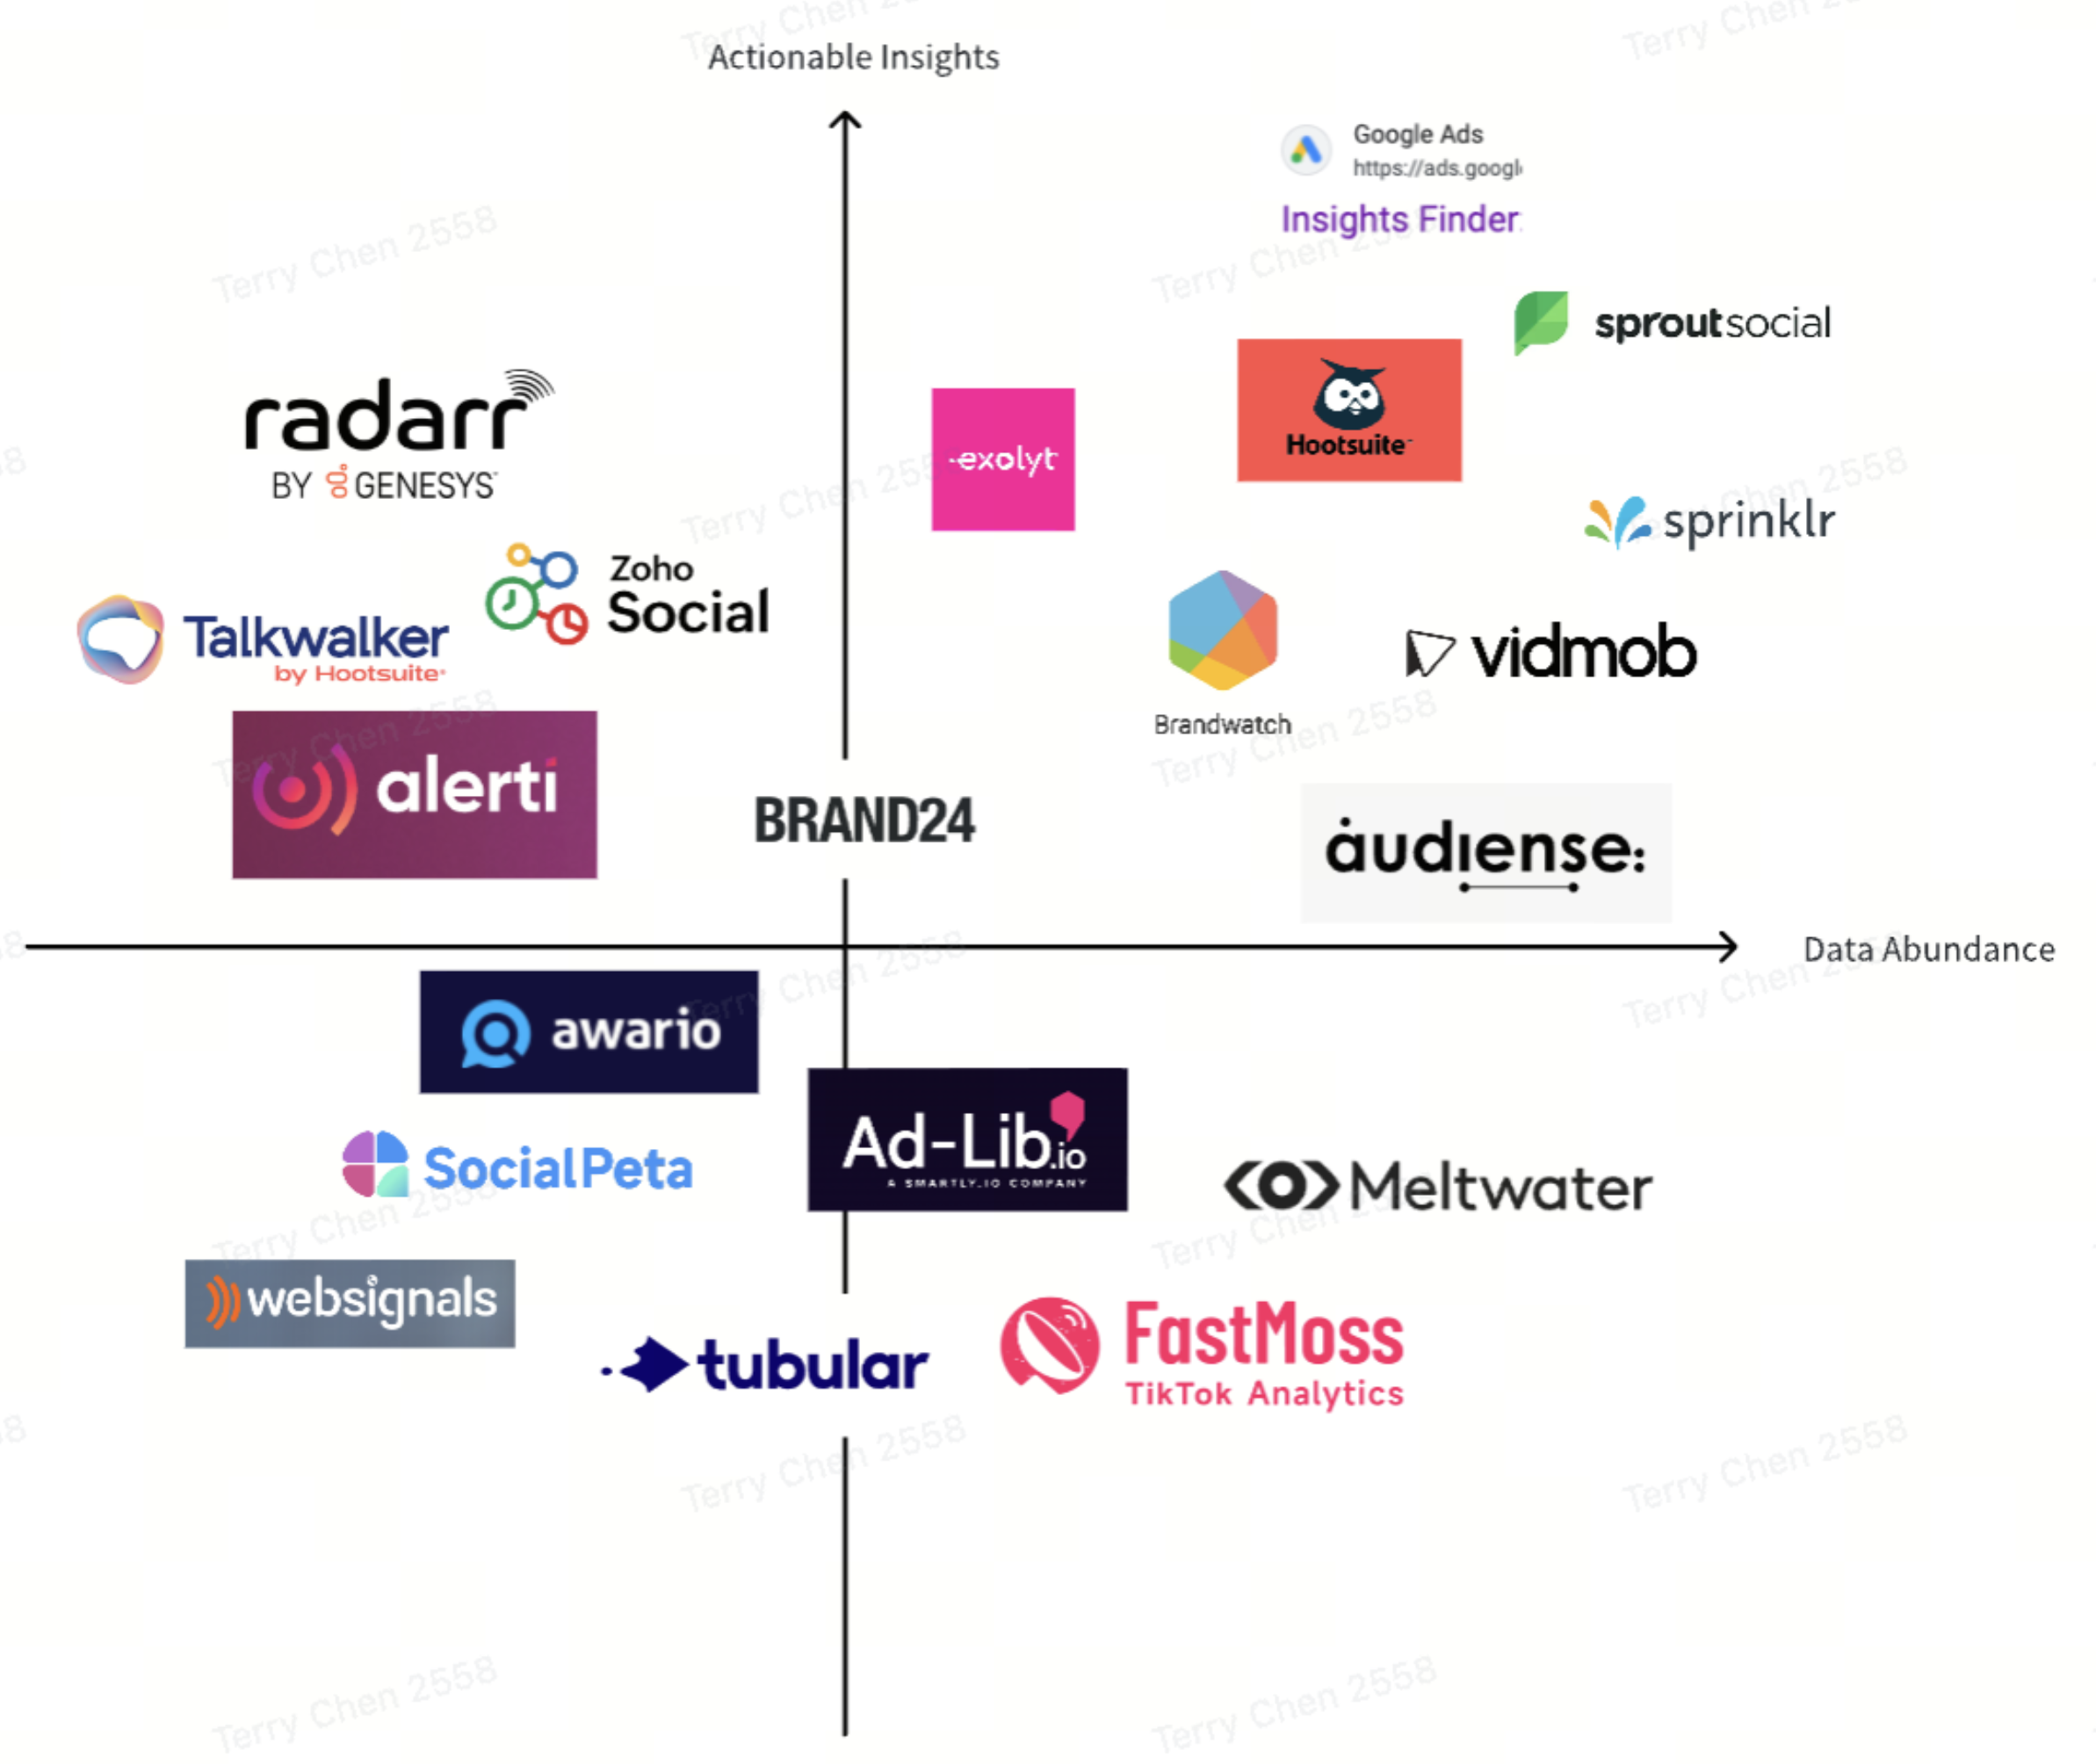 Actionable Insights
Google Ads
https://ads.googl
Insights Finder
sproutsocial
Hootsuite
radarr
BY GENESYS
exolyt
sprinklr
Zoho
Social
Talkwalker
by Hootsuite
vidmob
Brandwatch
alerti
BRAND24
audiense:
Data Abundance
awario
Ad-Lib.io
A SMARTLY.IO COMPANY
SocialPeta
Meltwater
websignals
tubular
FastMoss
TikTok Analytics
Terry Chen 2558